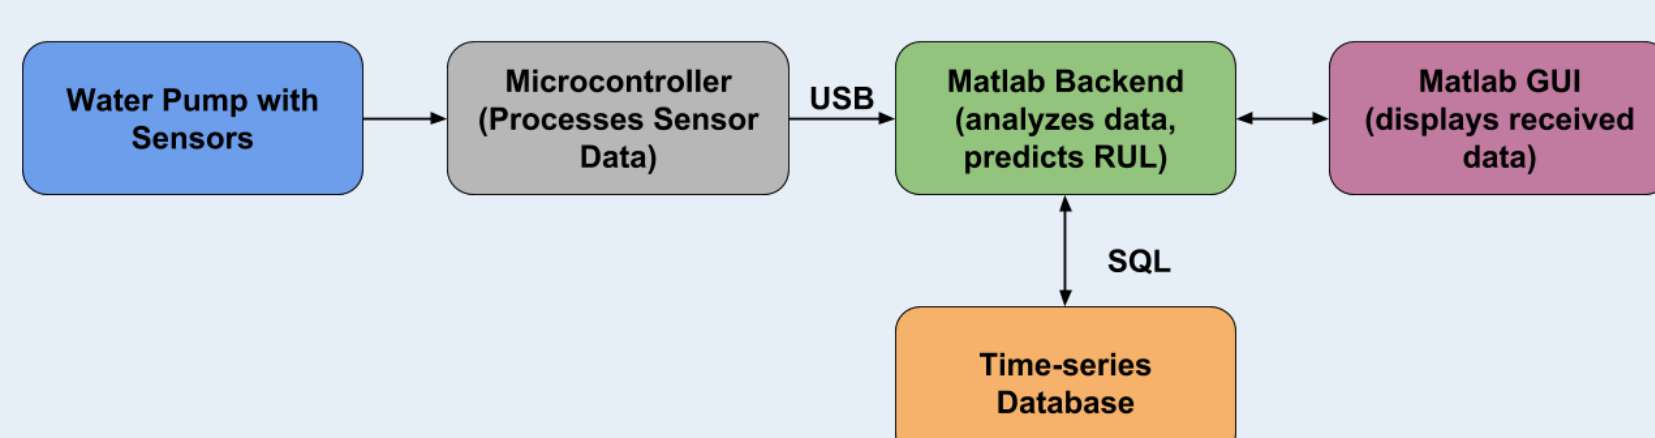 Water Pump with
Sensors
Microcontroller
(Processes Sensor
Data)
USB
Matlab Backend
(analyzes data,
predicts RUL)
Matlab GUI
(displays received
data)
SQL
Time-series
Database